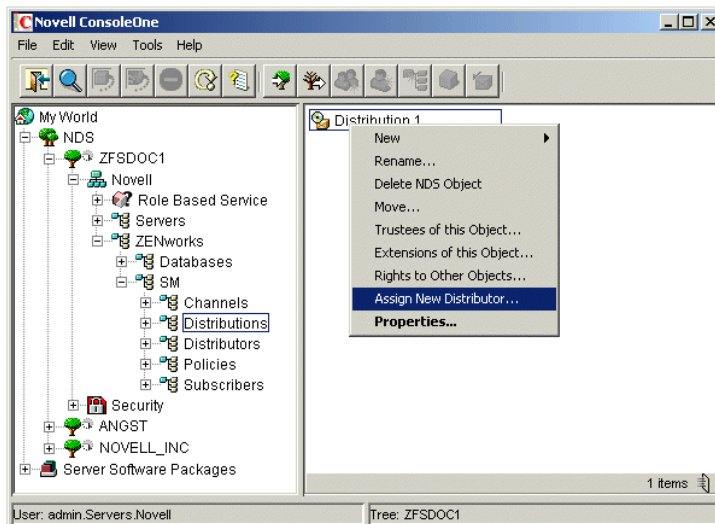 Novell ConsoleOne
File Edit View Tools Help
My World
NDS
ZFSDOC1
Novell
Role Based Service
Servers
ZENworks
Databases
SM
Channels
Distributions
Distributors
Policies
Subscribers
Security
ANGST
NOVELL_INC
Server Software Packages
Distribution 1
New
Rename...
Delete NDS Object
Move...
Trustees of this Object...
Extensions of this Object...
Rights to Other Objects...
Assign New Distributor...
Properties...
1 items
User: admin.Servers.Novell
Tree: ZFSDOC1